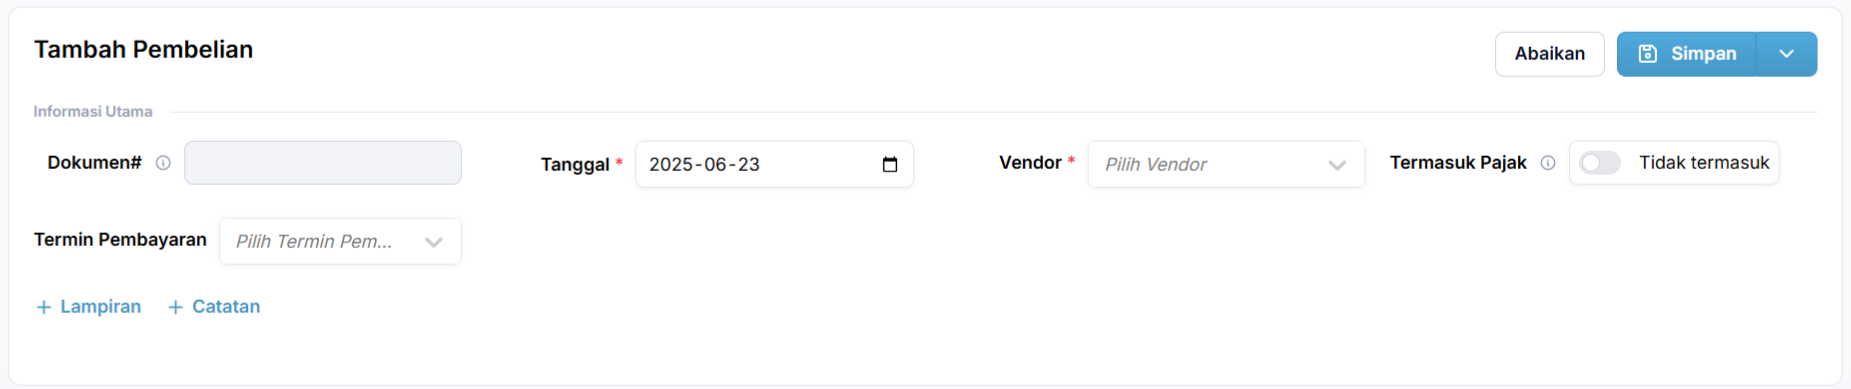 Tambah Pembelian
Abaikan
Simpan
Informasi Utama
Dokumen#
Tanggal * 2025-06-23
Vendor * Pilih Vendor
Termasuk Pajak Tidak termasuk
Termin Pembayaran Pilih Termin Pem...
+ Lampiran + Catatan